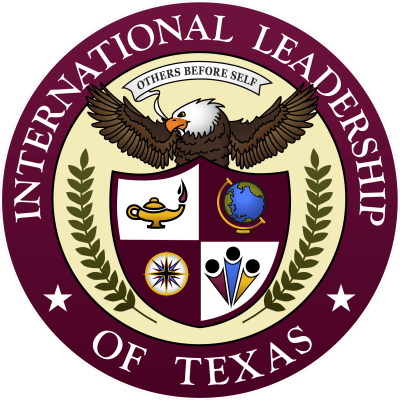 INTERNATIONAL LEADERSHIP
OTHERS BEFORE SELF
OF TEXAS